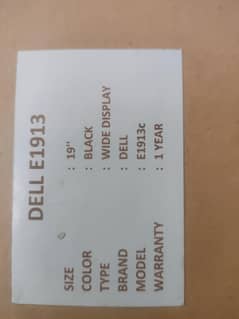 DELL E1913
SIZE : 19"
COLOR : BLACK
TYPE : WIDE DISPLAY
BRAND : DELL
MODEL : E1913c
WARRANTY : 1 YEAR